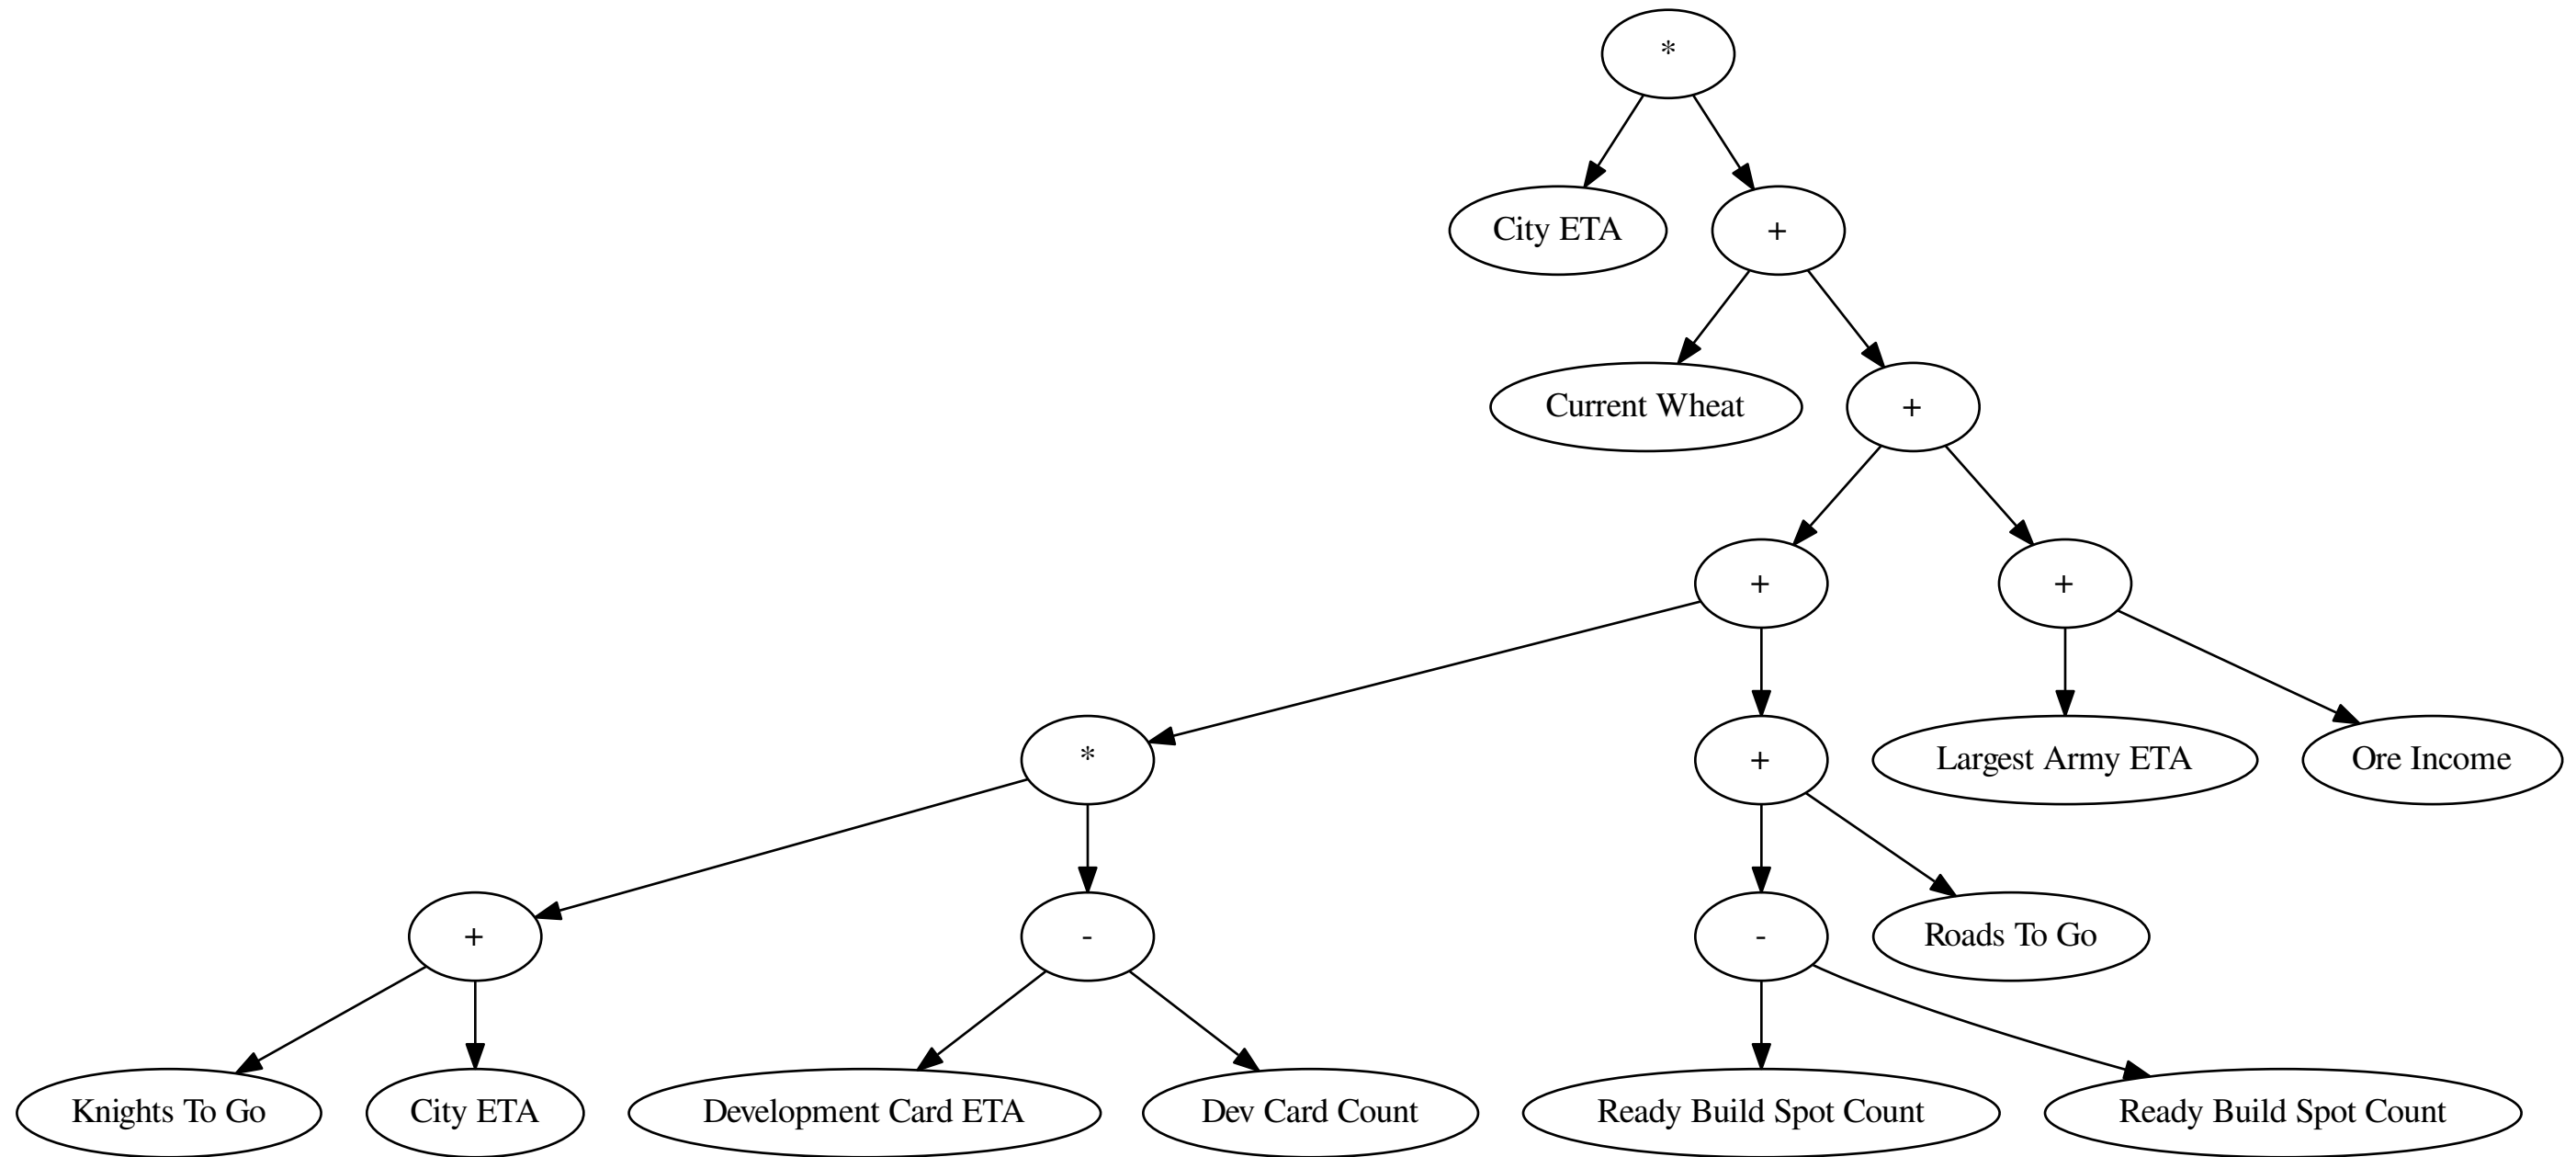 *
City ETA
+
Current Wheat
+
+
+
*
+
Largest Army ETA
Ore Income
+
-
-
Roads To Go
Knights To Go
City ETA
Development Card ETA
Dev Card Count
Ready Build Spot Count
Ready Build Spot Count